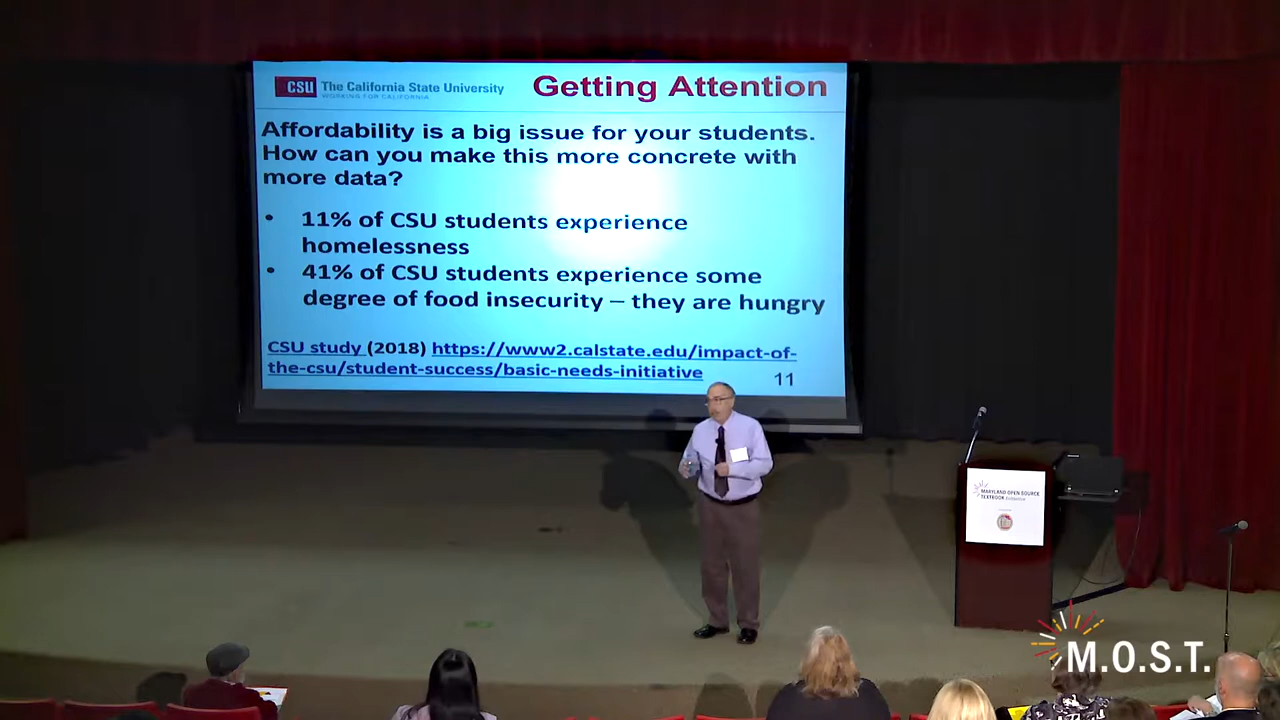 CSU The California State University
WORKING FOR CALIFORNIA
Getting Attention
Affordability is a big issue for your students.
How can you make this more concrete with
more data?
• 11% of CSU students experience
homelessness
• 41% of CSU students experience some
degree of food insecurity – they are hungry
CSU study (2018) https://www2.calstate.edu/impact-of-
the-csu/student-success/basic-needs-initiative
11
MARYLAND OPEN SOURCE
TEXTBOOK
M.O.S.T.